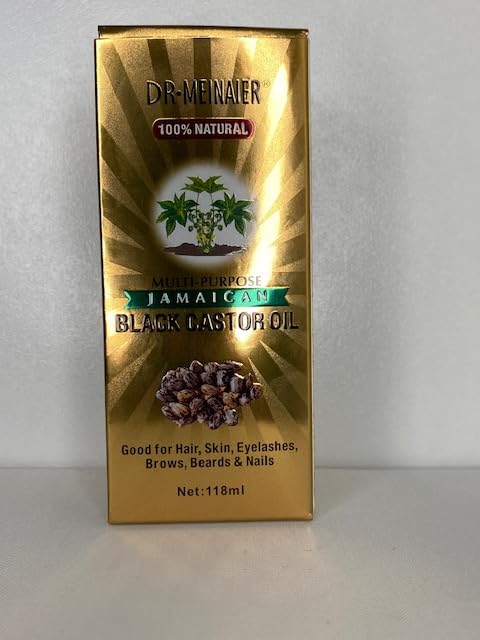 DR·MEINAIER®
100% NATURAL
MULTI-PURPOSE
JAMAICAN
BLACK CASTOR OIL
Good for Hair, Skin, Eyelashes,
Brows, Beards & Nails
Net:118ml